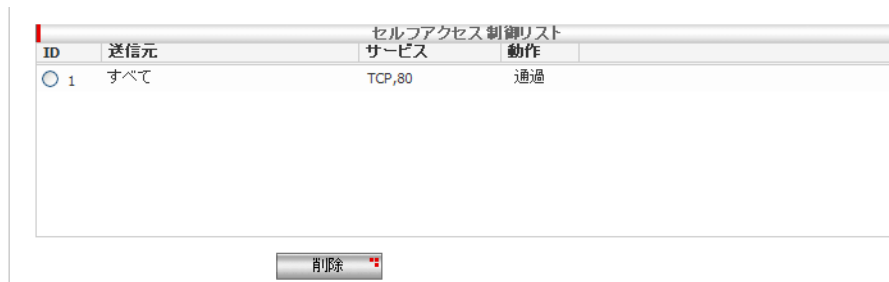 セルフアクセス制御リスト
ID 送信元 サービス 動作
1 すべて TCP,80 通過
削除